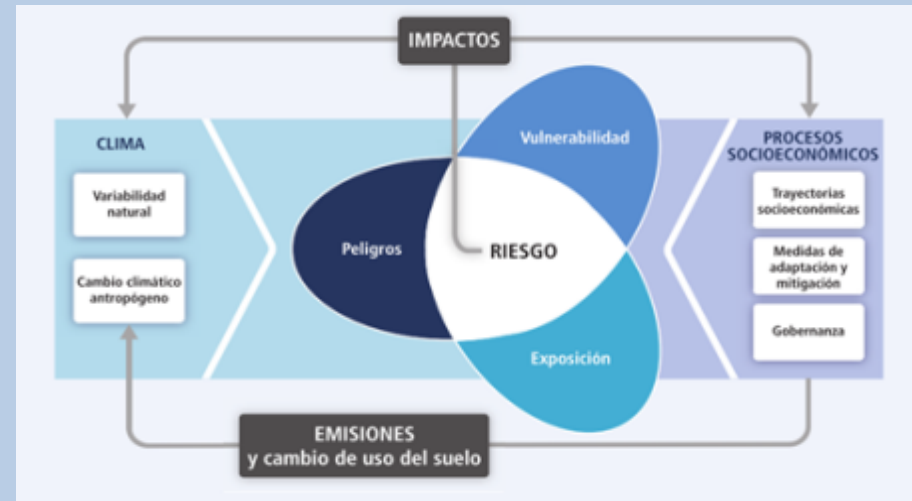 IMPACTOS
CLIMA
Variabilidad
natural
Cambio climático
antropógeno
Vulnerabilidad
Peligros
RIESGO
Exposición
PROCESOS
SOCIOECONÓMICOS
Trayectorias
socioeconómicas
Medidas de
adaptación y
mitigación
Gobernanza
EMISIONES
y cambio de uso del suelo